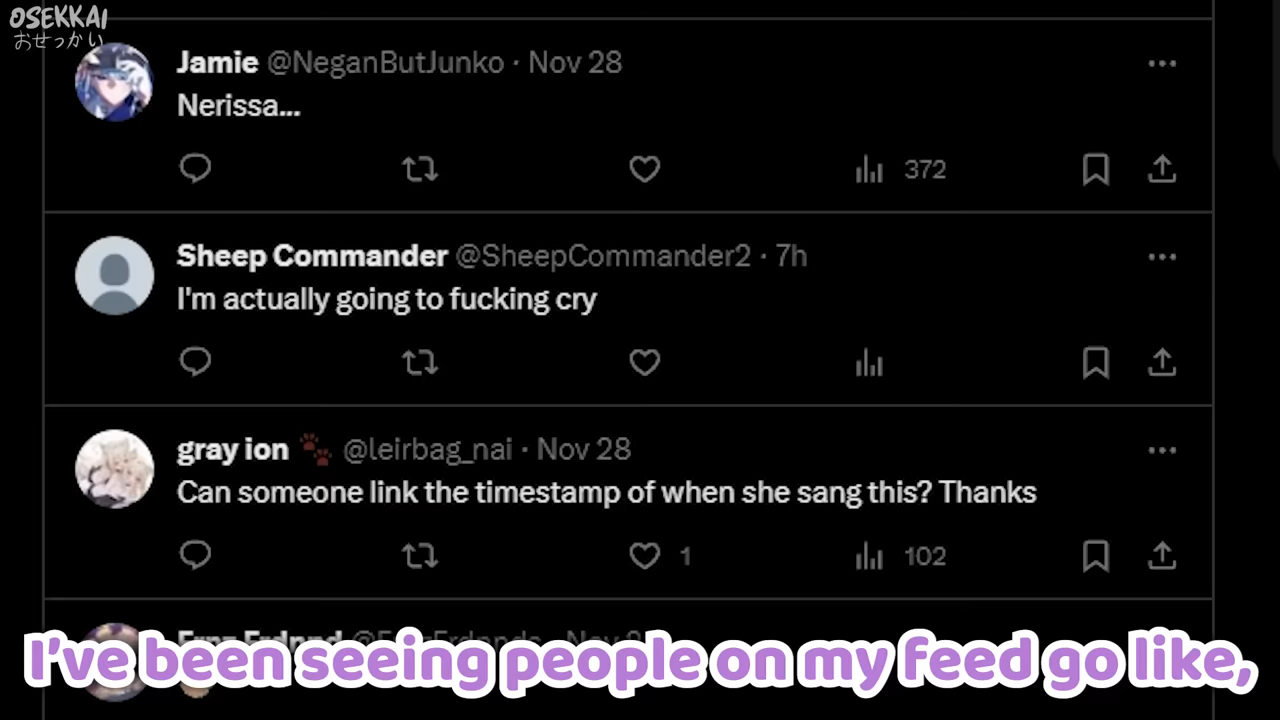 OSEKKAI
おせっかい
Jamie @NeganButJunko · Nov 28
Nerissa...
372
Sheep Commander @SheepCommander2 · 7h
I'm actually going to fucking cry
gray ion @leirbag_nai · Nov 28
Can someone link the timestamp of when she sang this? Thanks
1 102
I've been seeing people on my feed go like,